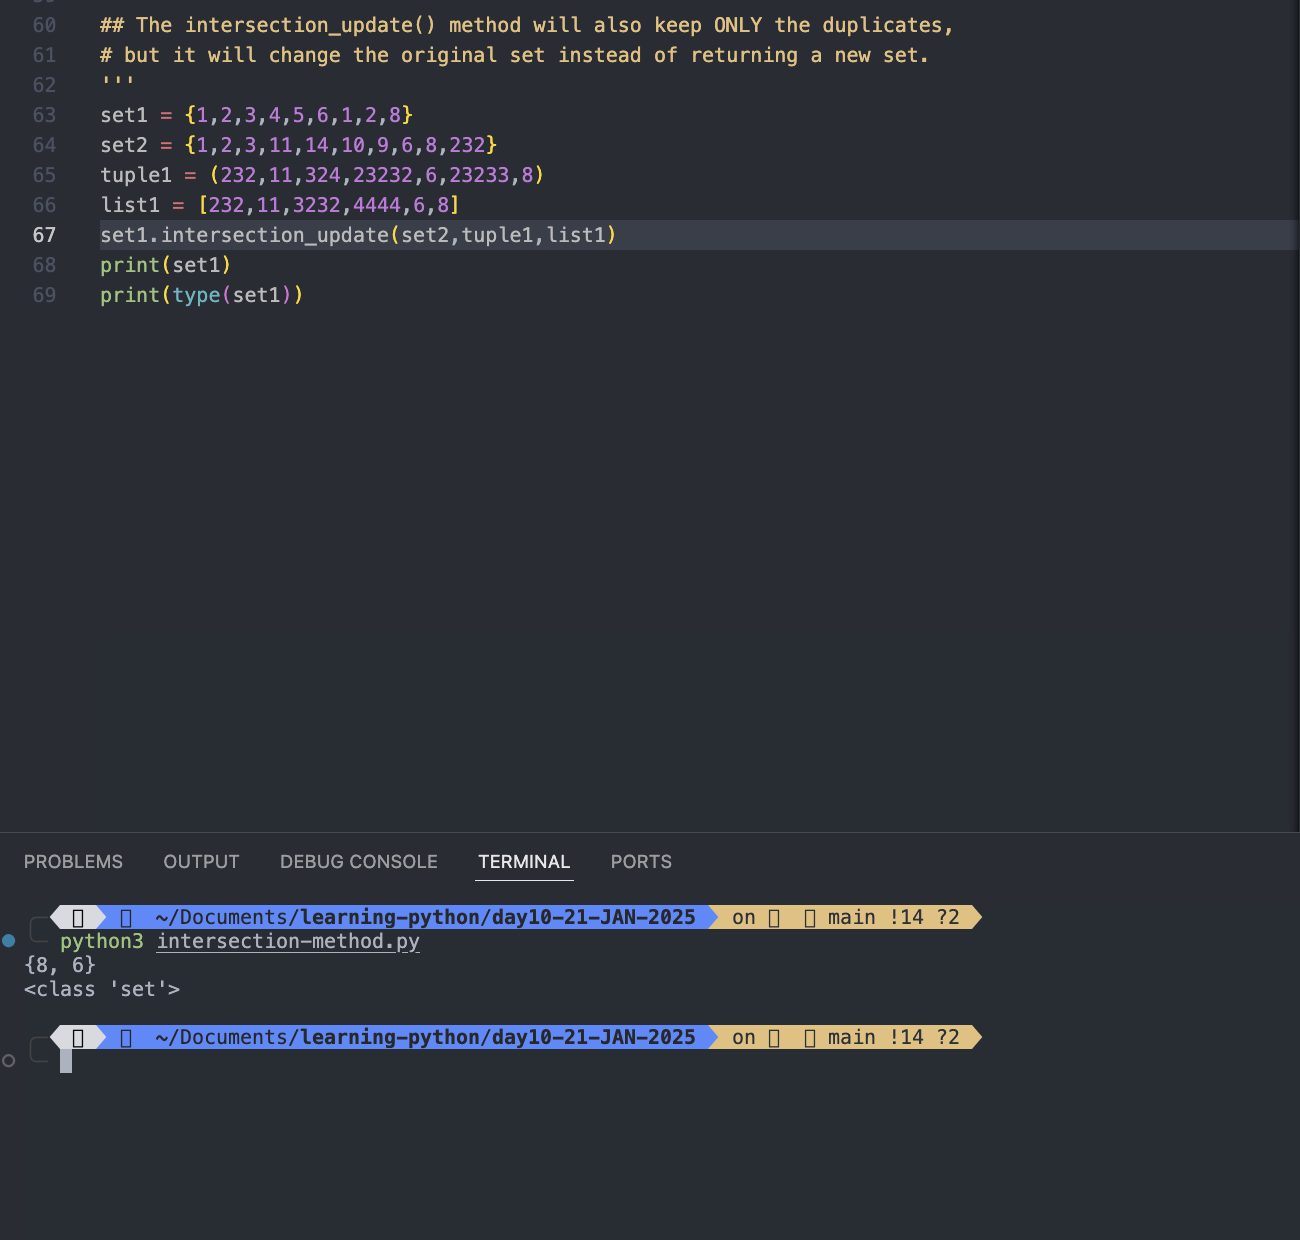 60 ## The intersection_update() method will also keep ONLY the duplicates,
61 # but it will change the original set instead of returning a new set.
62 '''
63 set1 = {1,2,3,4,5,6,1,2,8}
64 set2 = {1,2,3,11,14,10,9,6,8,232}
65 tuple1 = (232,11,324,23232,6,23233,8)
66 list1 = [232,11,3232,4444,6,8]
67 set1.intersection_update(set2,tuple1,list1)
68 print(set1)
69 print(type(set1))
PROBLEMS OUTPUT DEBUG CONSOLE TERMINAL PORTS
~/Documents/learning-python/day10-21-JAN-2025 on main !14 ?2
python3 intersection-method.py
{8, 6}
<class 'set'>
~/Documents/learning-python/day10-21-JAN-2025 on main !14 ?2